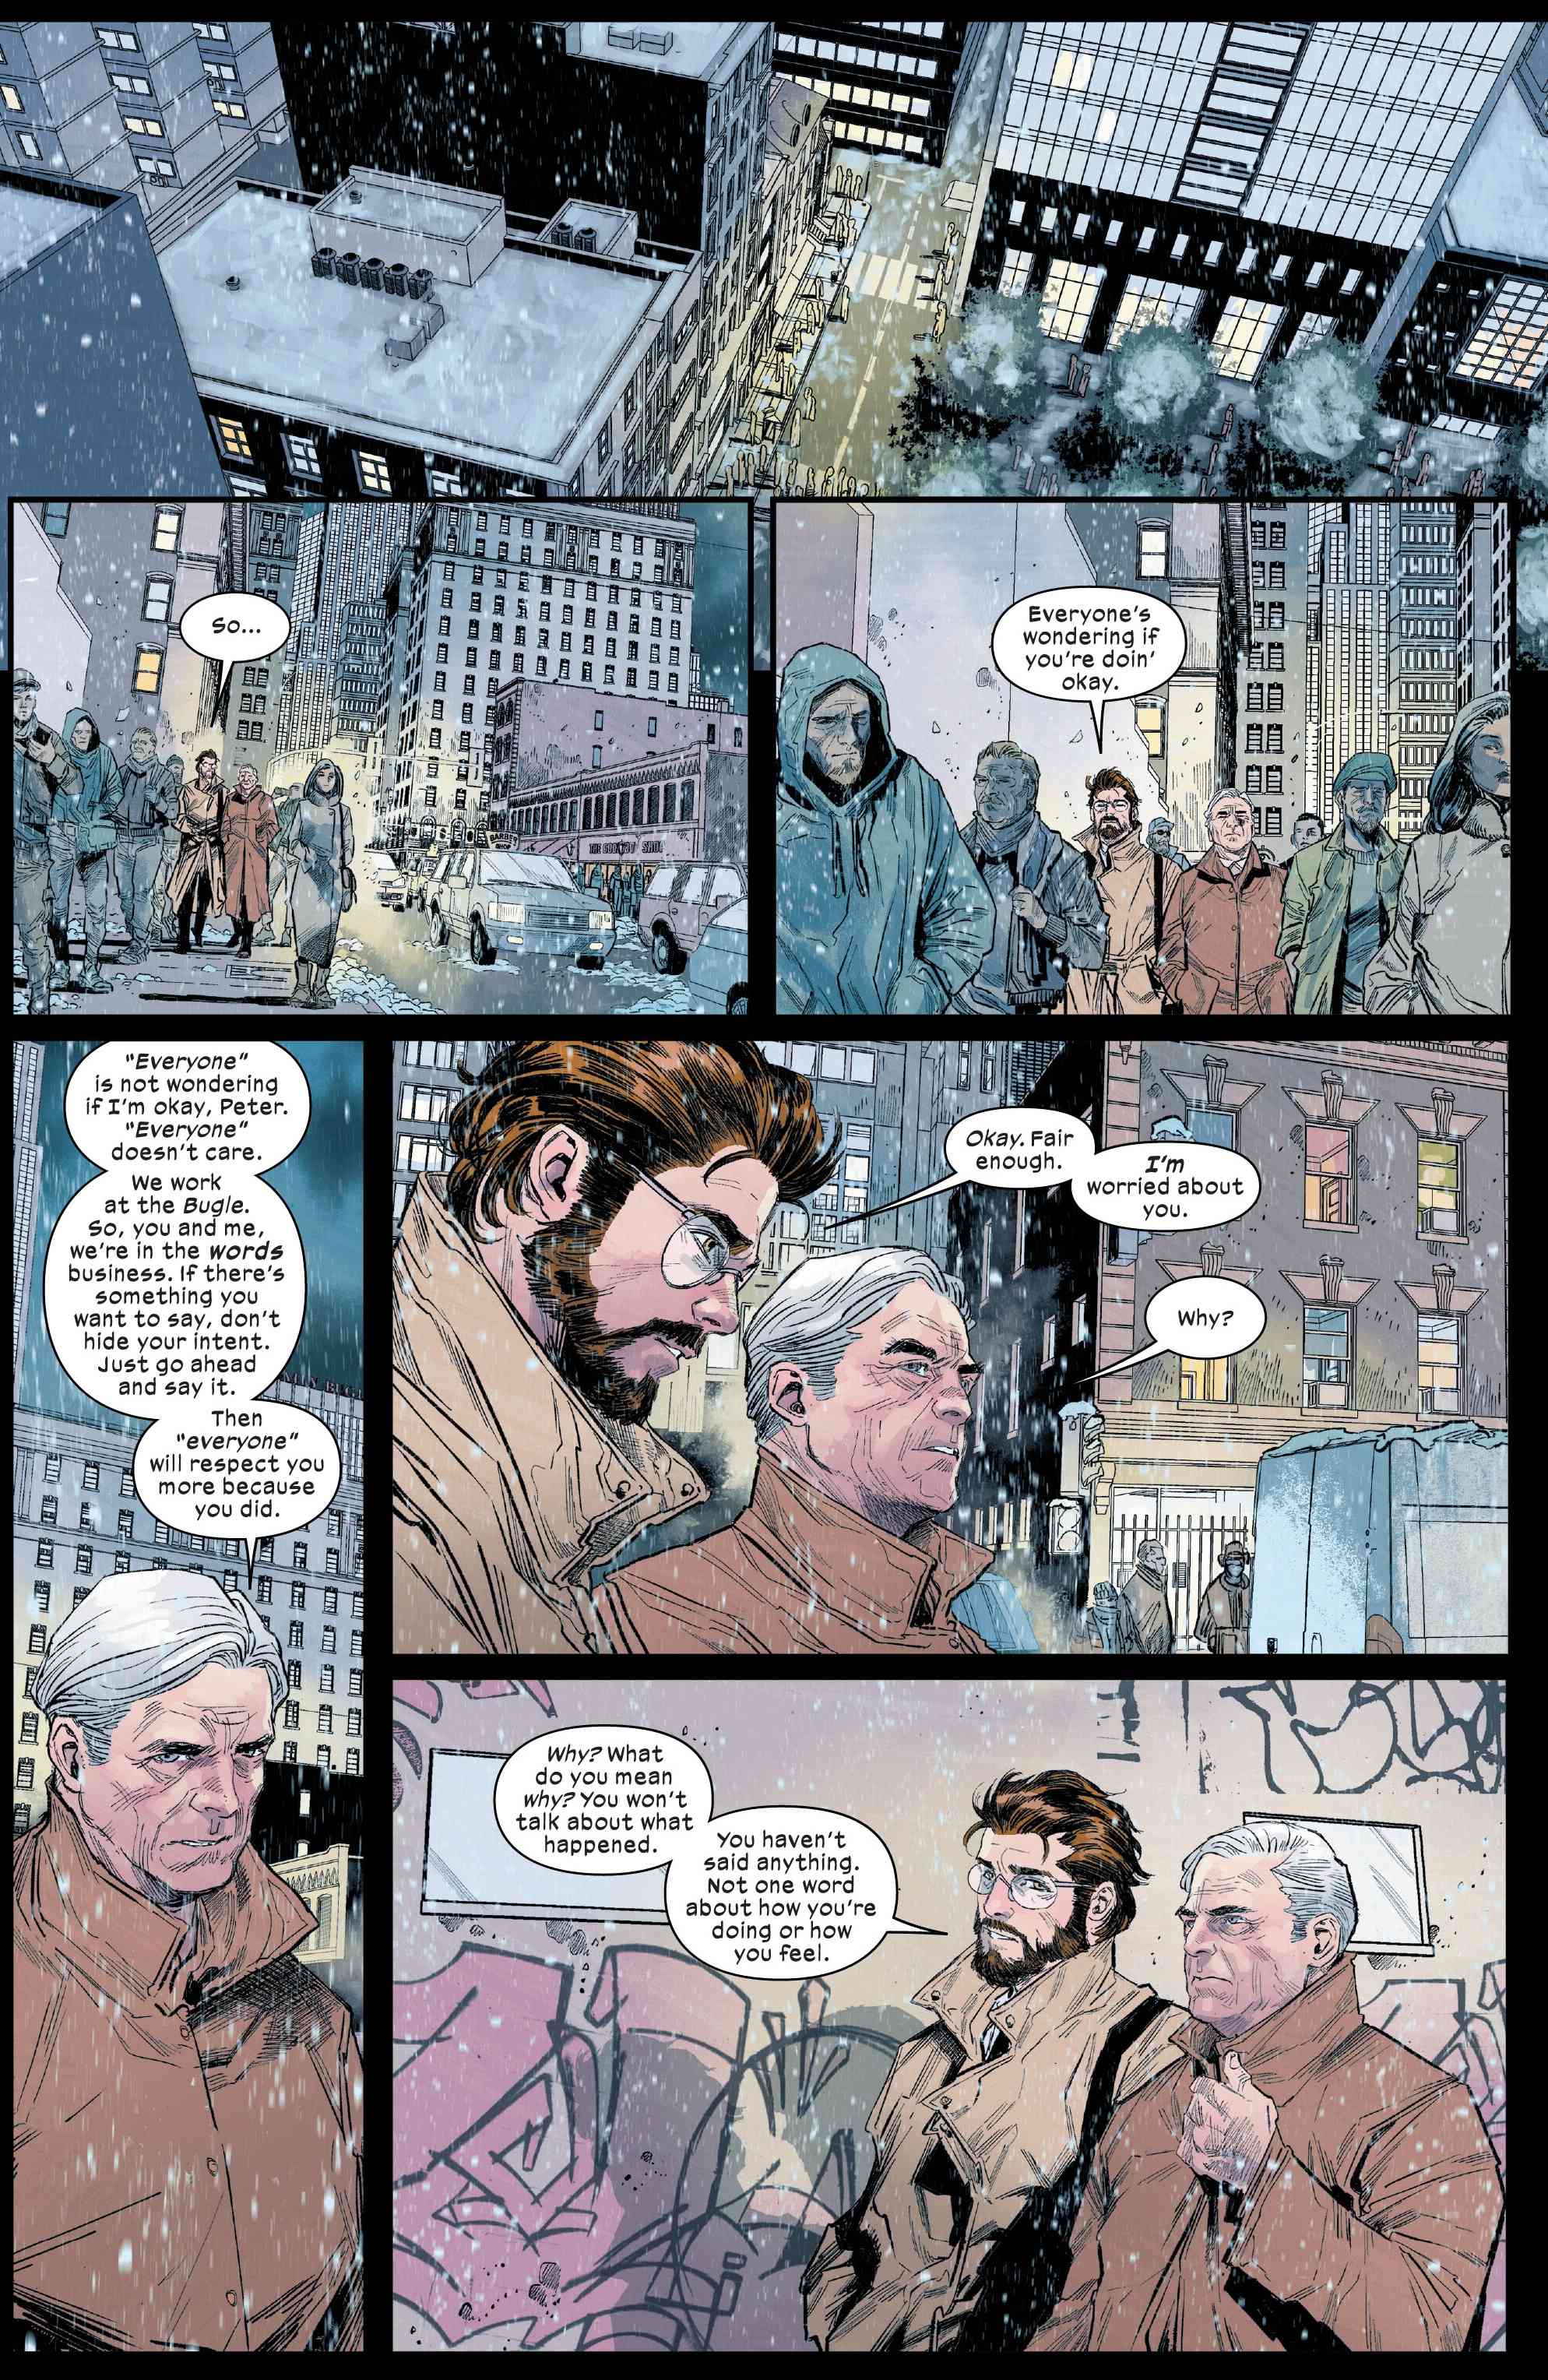 So...
Everyone's
wondering if
you're doin'
okay.
BARBER
SHOP
"Everyone"
is not wondering
if I'm okay, Peter.
"Everyone"
doesn't care.
We work
at the Bugle.
So, you and me,
we're in the words
business. If there's
something you
want to say, don't
hide your intent.
Just go ahead
and say it.
Then
"everyone"
will respect you
more because
you did.
Okay. Fair
enough.
I'm
worried about
you.
Why?
Why? What
do you mean
why? You won't
talk about what
happened.
You haven't
said anything.
Not one word
about how you're
doing or how
you feel.